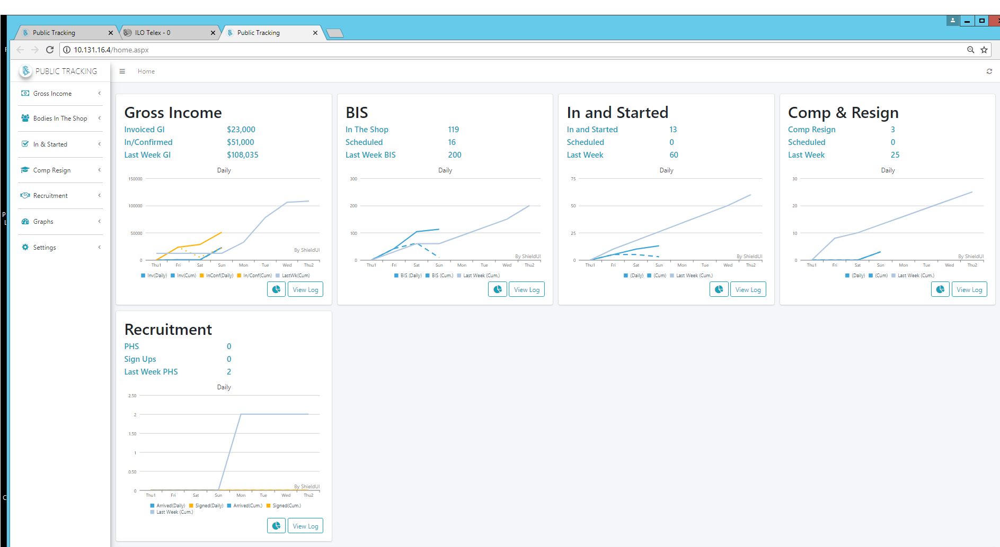 Public Tracking
ILO Telex - 0
Public Tracking
10.131.16.4/home.aspx
PUBLIC TRACKING
Home
Gross Income
Bodies In The Shop
In & Started
Comp Resign
Recruitment
Graphs
Settings
Gross Income
Invoiced GI $23,000
In/Confirmed $51,000
Last Week GI $108,035
Daily
150000
100000
50000
0
By ShieldUI
Thu1 Fri Sat Sun Mon Tue Wed Thu2
Inv(Daily) Inv(Cum) InConf(Daily) In/Conf(Cum) LastWk(Cum)
View Log
BIS
In The Shop 119
Scheduled 16
Last Week BIS 200
Daily
300
200
100
0
By ShieldUI
Thu1 Fri Sat Sun Mon Tue Wed Thu2
BIS (Daily) BIS (Cum.) Last Week (Cum.)
View Log
In and Started
In and Started 13
Scheduled 0
Last Week 60
Daily
75
50
25
0
By ShieldUI
Thu1 Fri Sat Sun Mon Tue Wed Thu2
(Daily) (Cum) Last Week (Cum.)
View Log
Comp & Resign
Comp Resign 3
Scheduled 0
Last Week 25
Daily
30
20
10
0
By ShieldUI
Thu1 Fri Sat Sun Mon Tue Wed Thu2
(Daily) (Cum) Last Week (Cum.)
View Log
Recruitment
PHS 0
Sign Ups 0
Last Week PHS 2
Daily
2.50
2
1.50
1
0.50
0
By ShieldUI
Thu1 Fri Sat Sun Mon Tue Wed Thu2
Arrived(Daily) Signed(Daily) Arrived(Cum.) Signed(Cum.)
Last Week (Cum.)
View Log